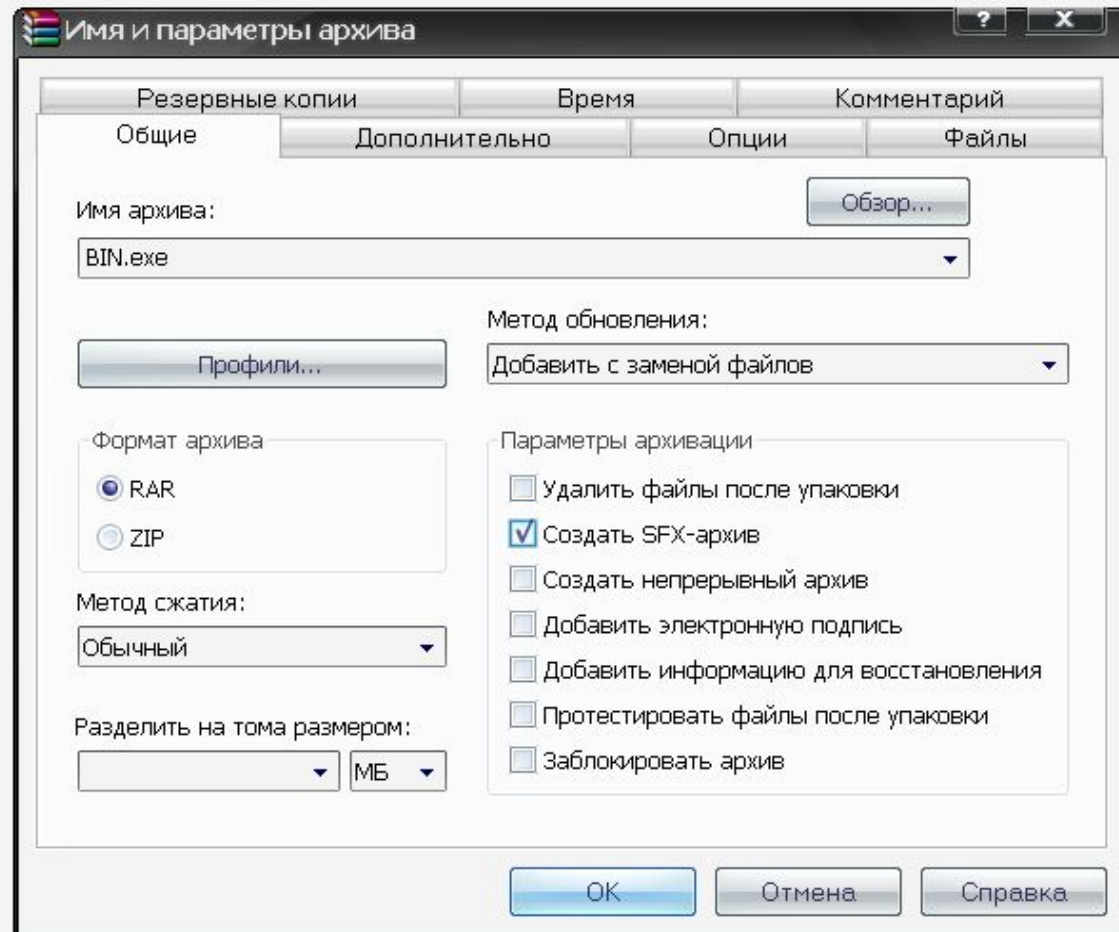 Имя и параметры архива
? X
Резервные копии Время Комментарий
Общие Дополнительно Опции Файлы
Имя архива:
Обзор...
BIN.exe
Метод обновления:
Профили...
Добавить с заменой файлов
Формат архива
RAR
ZIP
Параметры архивации
Удалить файлы после упаковки
Создать SFX-архив
Создать непрерывный архив
Добавить электронную подпись
Добавить информацию для восстановления
Протестировать файлы после упаковки
Заблокировать архив
Метод сжатия:
Обычный
Разделить на тома размером:
МБ
OK Отмена Справка